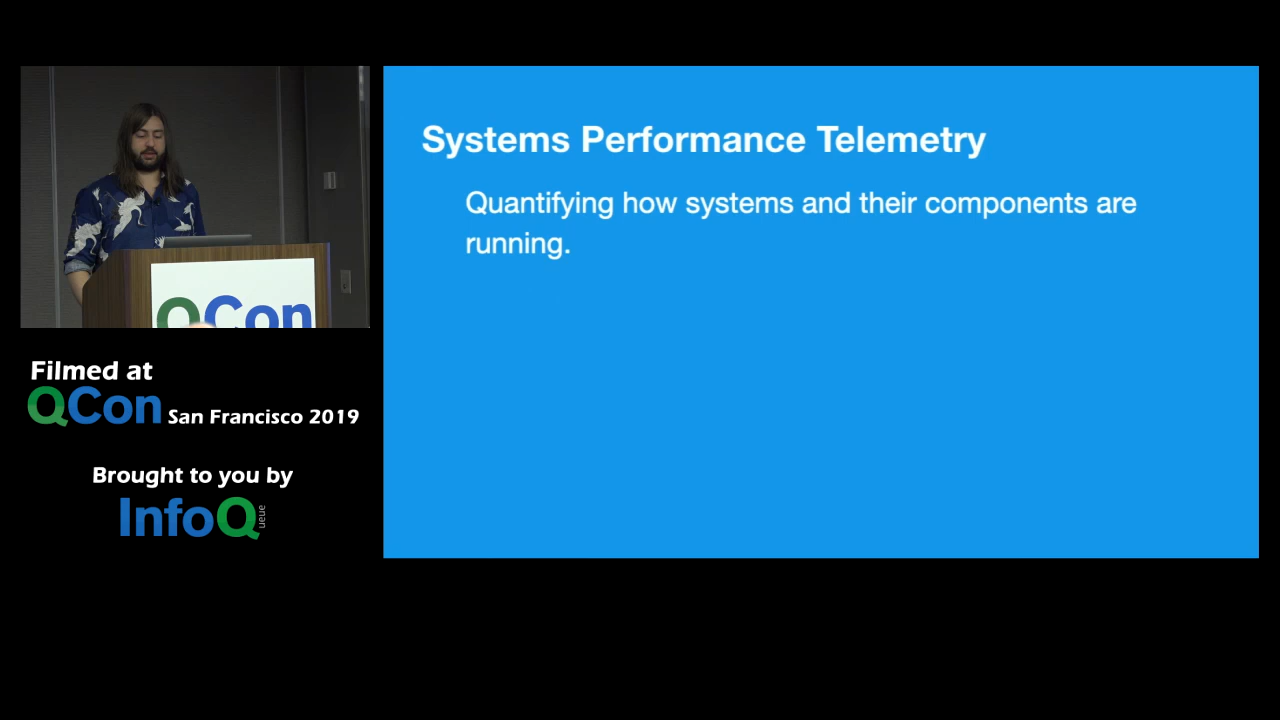 Systems Performance Telemetry
Quantifying how systems and their components are
running.
QCon
Filmed at
QCon San Francisco 2019
Brought to you by
InfoQ
ueue